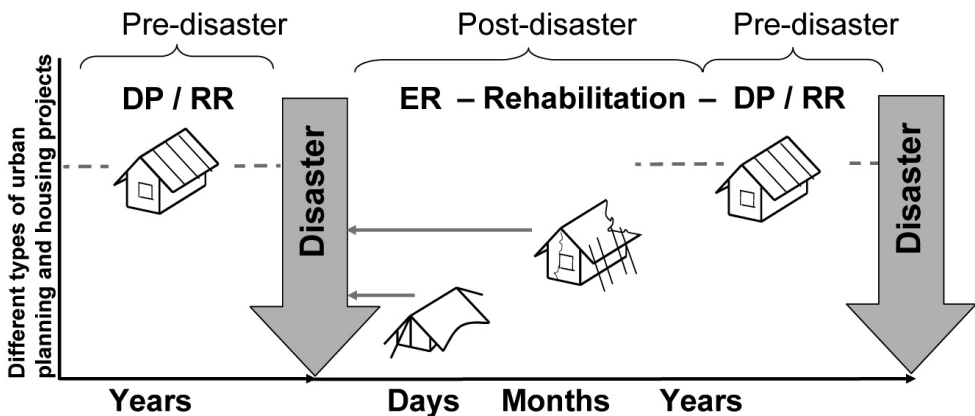 Pre-disaster
Post-disaster
Pre-disaster
DP / RR
ER – Rehabilitation – DP / RR
Different types of urban
planning and housing projects
Disaster
Disaster
Years
Days
Months
Years